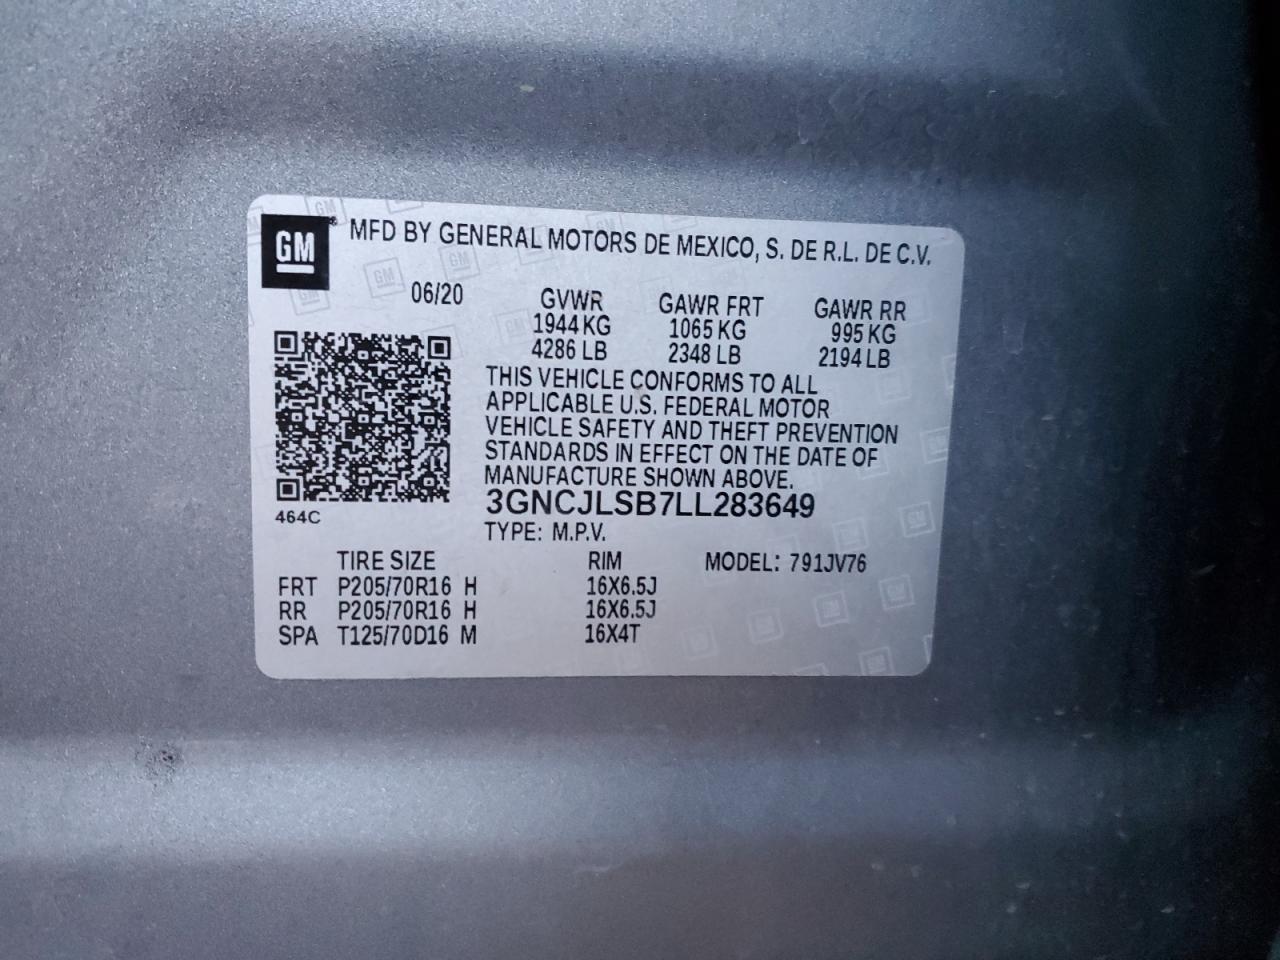 GM
MFD BY GENERAL MOTORS DE MEXICO, S. DE R.L. DE C.V.
06/20
GVWR GAWR FRT GAWR RR
1944 KG 1065 KG 995 KG
4286 LB 2348 LB 2194 LB
THIS VEHICLE CONFORMS TO ALL
APPLICABLE U.S. FEDERAL MOTOR
VEHICLE SAFETY AND THEFT PREVENTION
STANDARDS IN EFFECT ON THE DATE OF
MANUFACTURE SHOWN ABOVE.
3GNCJLSB7LL283649
464C
TYPE: M.P.V.
TIRE SIZE RIM MODEL: 791JV76
FRT P205/70R16 H 16X6.5J
RR P205/70R16 H 16X6.5J
SPA T125/70D16 M 16X4T